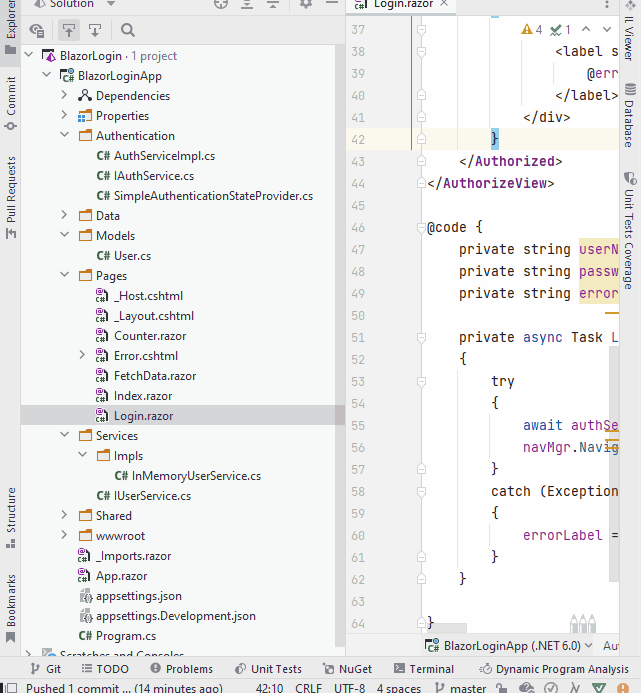 Explorer
Commit
Pull Requests
Structure
Bookmarks
Solution
BlazorLogin · 1 project
BlazorLoginApp
Dependencies
Properties
Authentication
C# AuthServiceImpl.cs
C# IAuthService.cs
C# SimpleAuthenticationStateProvider.cs
Data
Models
C# User.cs
Pages
_Host.cshtml
_Layout.cshtml
Counter.razor
Error.cshtml
FetchData.razor
Index.razor
Login.razor
Services
Impls
C# InMemoryUserService.cs
C# IUserService.cs
Shared
wwwroot
_Imports.razor
App.razor
appsettings.json
appsettings.Development.json
C# Program.cs
Scratches and Consoles
Login.razor
4 1
37 }
38 <label s
39 @err
40 </label>
41 </div>
42 }
43 </Authorized>
44 </AuthorizeView>
45
46 @code {
47 private string userN
48 private string passw
49 private string error
50
51 private async Task L
52 {
53 try
54 {
55 await authSe
56 navMgr.Navig
57 }
58 catch (Exception
59 {
60 errorLabel =
61 }
62 }
63
64 }
BlazorLoginApp (.NET 6.0) Aut
IL Viewer
Database
Unit Tests Coverage
Git TODO Problems Unit Tests NuGet Terminal Dynamic Program Analysis
Pushed 1 commit ... (14 minutes ago) 42:10 CRLF UTF-8 4 spaces master